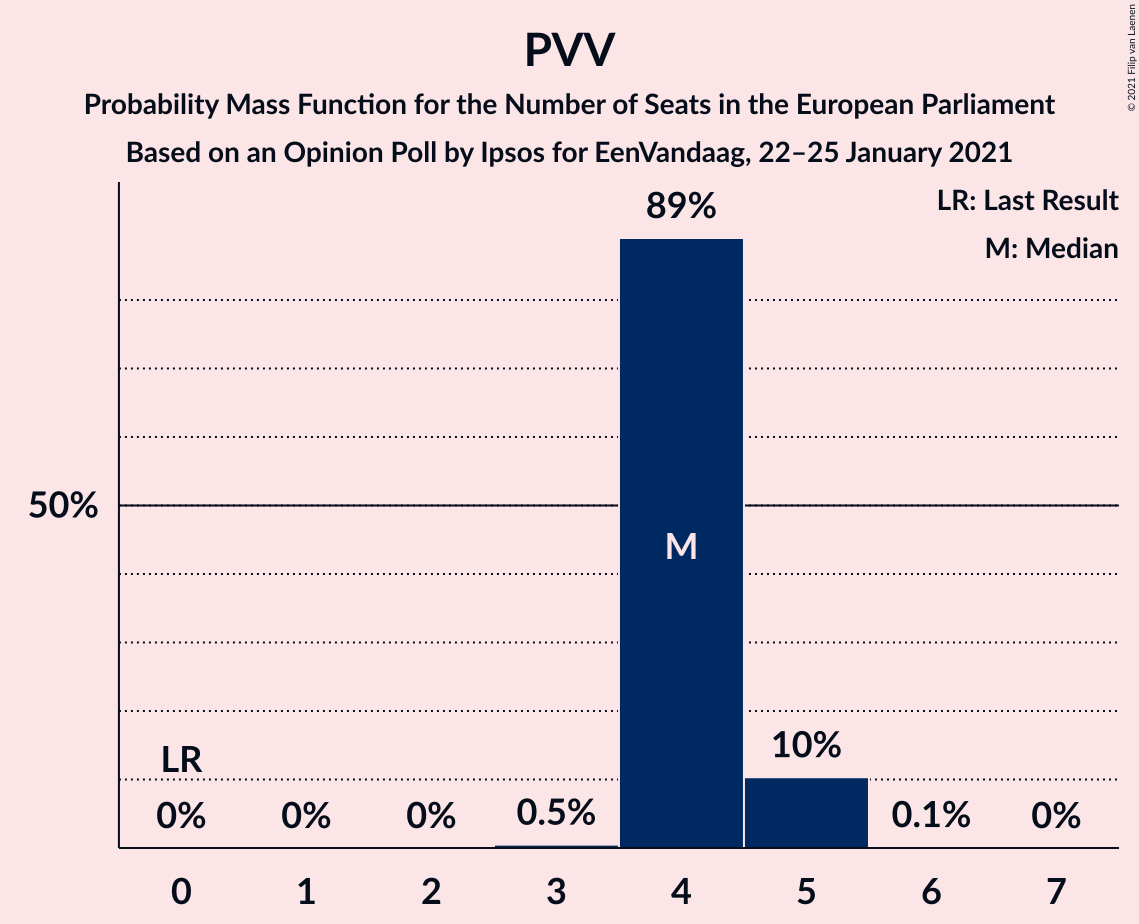 PVV
Probability Mass Function for the Number of Seats in the European Parliament
Based on an Opinion Poll by Ipsos for EenVandaag, 22–25 January 2021
© 2021 Filip van Laenen
LR: Last Result
M: Median
89%
50%
M
LR
10%
0%
0%
0%
0.5%
0.1%
0%
0
1
2
3
4
5
6
7